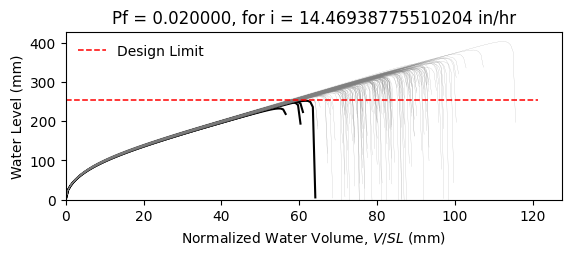 Pf = 0.020000, for i = 14.46938775510204 in/hr
Water Level (mm)
400
300
200
100
0
Design Limit
0 20 40 60 80 100 120
Normalized Water Volume, V/SL (mm)